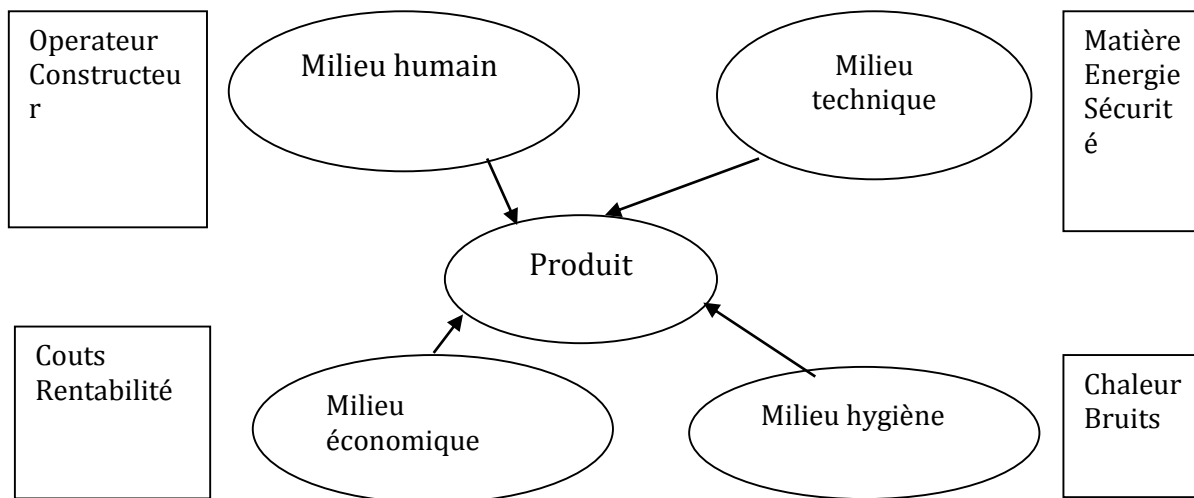 Operateur
Constructeu
r
Milieu humain
Milieu
technique
Matière
Energie
Sécurit
é
Produit
Couts
Rentabilité
Milieu
économique
Milieu hygiène
Chaleur
Bruits